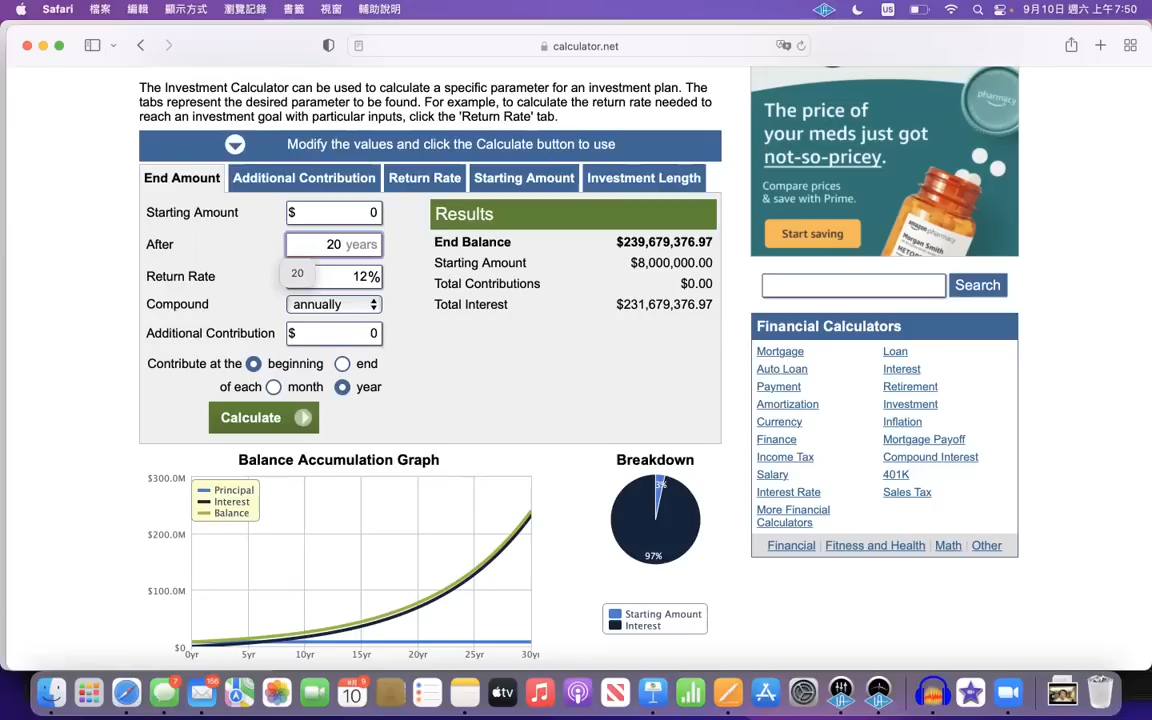 Safari 檔案 編輯 顯示方式 瀏覽記錄 書籤 視窗 輔助說明 US 9月10日 週六 上午7:50
calculator.net
The Investment Calculator can be used to calculate a specific parameter for an investment plan. The
tabs represent the desired parameter to be found. For example, to calculate the return rate needed to
reach an investment goal with particular inputs, click the 'Return Rate' tab.
Modify the values and click the Calculate button to use
End Amount Additional Contribution Return Rate Starting Amount Investment Length
Starting Amount $ 0
After 20 years
20
Return Rate 12%
Compound annually
Additional Contribution $ 0
Contribute at the beginning end
of each month year
Calculate
Results
End Balance $239,679,376.97
Starting Amount $8,000,000.00
Total Contributions $0.00
Total Interest $231,679,376.97
Balance Accumulation Graph
$300.0M
$200.0M
$100.0M
$0
Principal
Interest
Balance
0yr 5yr 10yr 15yr 20yr 25yr 30yr
Breakdown
3%
97%
Starting Amount
Interest
pharmacy
The price of
your meds just got
not-so-pricey.
Compare prices
& save with Prime.
Start saving
amazon pharmacy
Morgan Smith
METFORMIN
Search
Financial Calculators
Mortgage Loan
Auto Loan Interest
Payment Retirement
Amortization Investment
Currency Inflation
Finance Mortgage Payoff
Income Tax Compound Interest
Salary 401K
Interest Rate Sales Tax
More Financial
Calculators
Financial | Fitness and Health | Math | Other
7 156 9月 10 tv